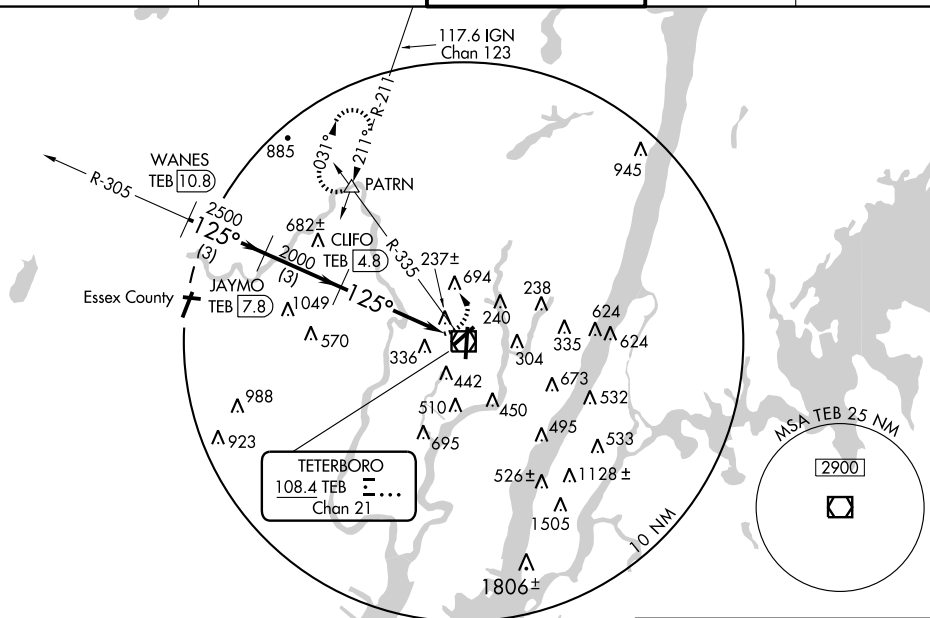 117.6 IGN
Chan 123
R-211
031°
211°
885
945
WANES
TEB 10.8
PATRN
R-305
2500
125°
(3)
682±
CLIFO
TEB 4.8
R-335
2000
(3)
237±
694
JAYMO
TEB 7.8
125°
Essex County
1049
240
238
624
570
336
304
335
624
442
673
988
510
450
532
923
695
495
533
MSA TEB 25 NM
TETERBORO
108.4 TEB
Chan 21
526±
1128±
2900
1505
10 NM
1806±